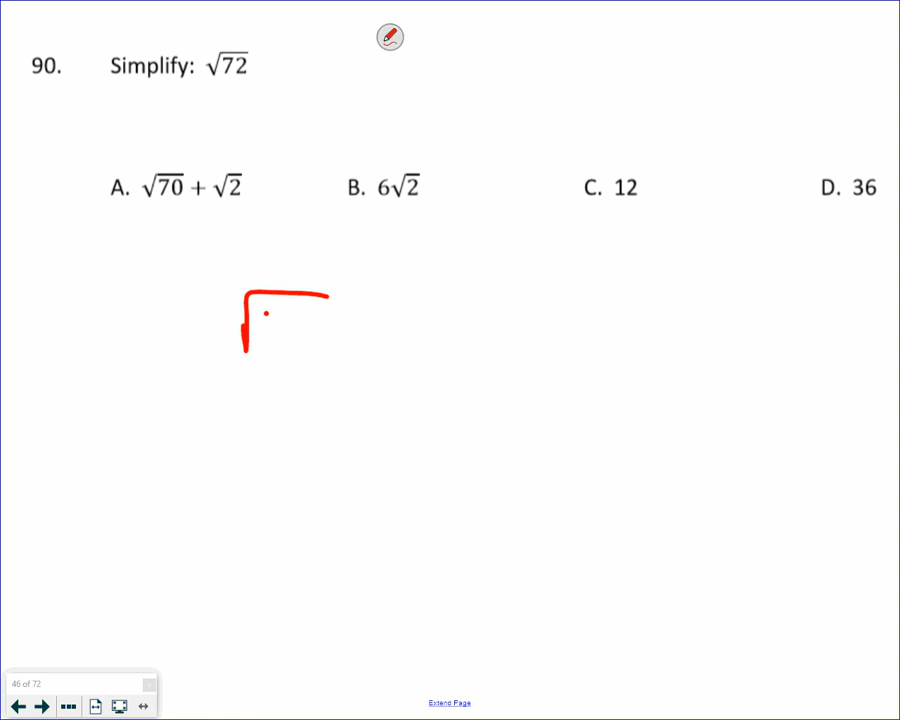 90. Simplify: √72
A. √70 + √2 B. 6√2 C. 12 D. 36
46 of 72
Extend Page